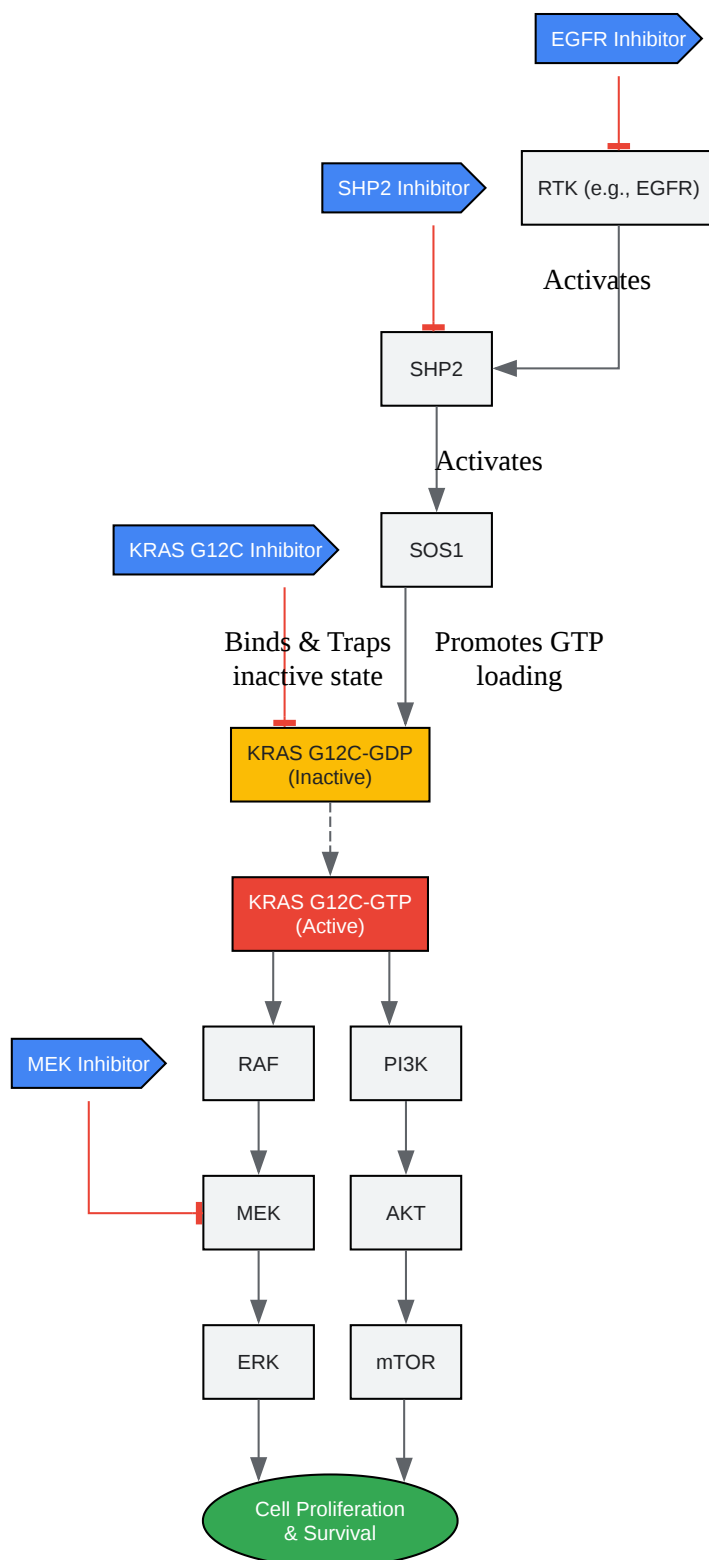 EGFR Inhibitor
SHP2 Inhibitor
RTK (e.g., EGFR)
Activates
SHP2
Activates
KRAS G12C Inhibitor
SOS1
Binds & Traps
inactive state
Promotes GTP
loading
KRAS G12C-GDP
(Inactive)
KRAS G12C-GTP
(Active)
MEK Inhibitor
RAF
PI3K
MEK
AKT
ERK
mTOR
Cell Proliferation
& Survival